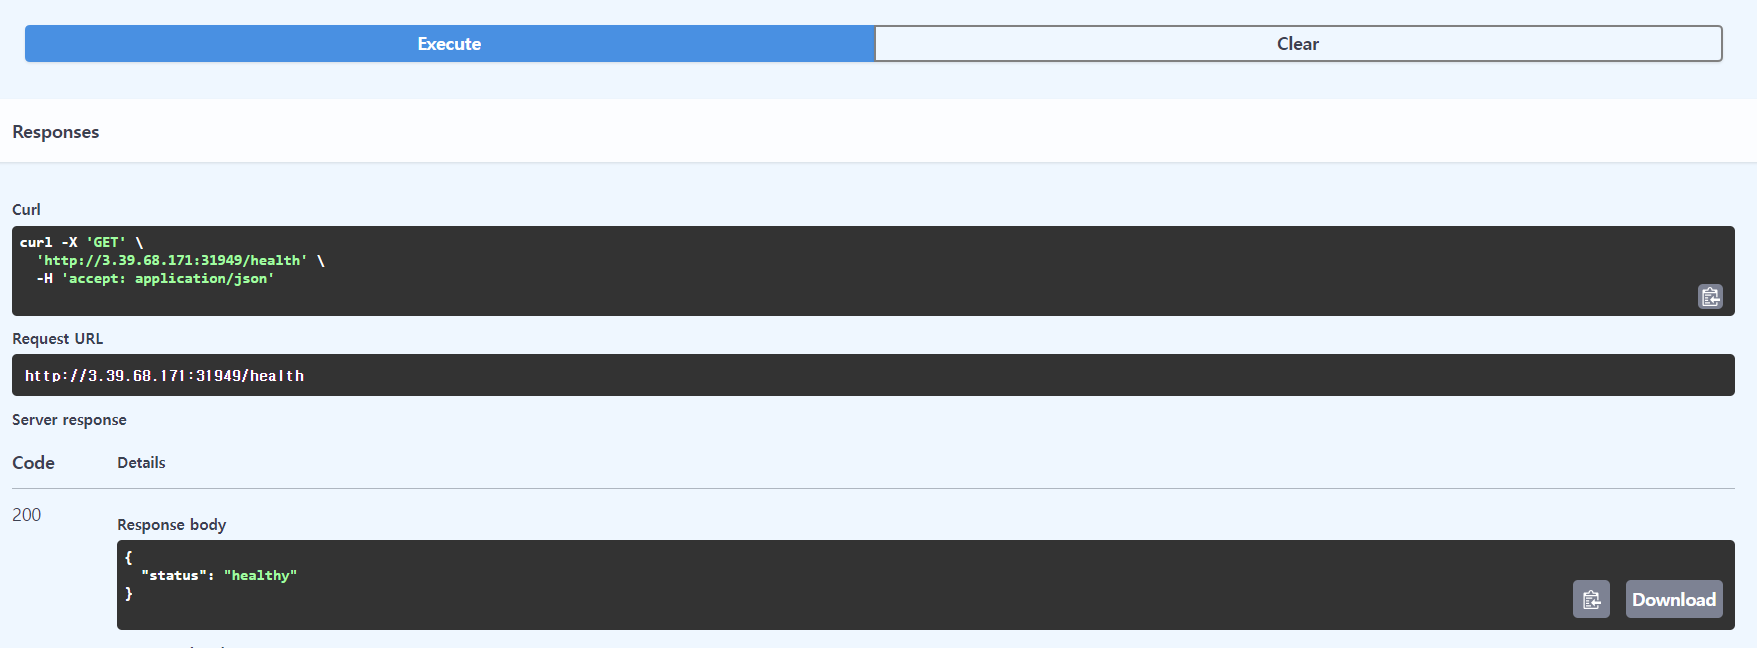 Execute
Clear
Responses
Curl
curl -X 'GET' \
  'http://3.39.68.171:31949/health' \
  -H 'accept: application/json'
Request URL
http://3.39.68.171:31949/health
Server response
Code
Details
200
Response body
{
  "status": "healthy"
}
Download